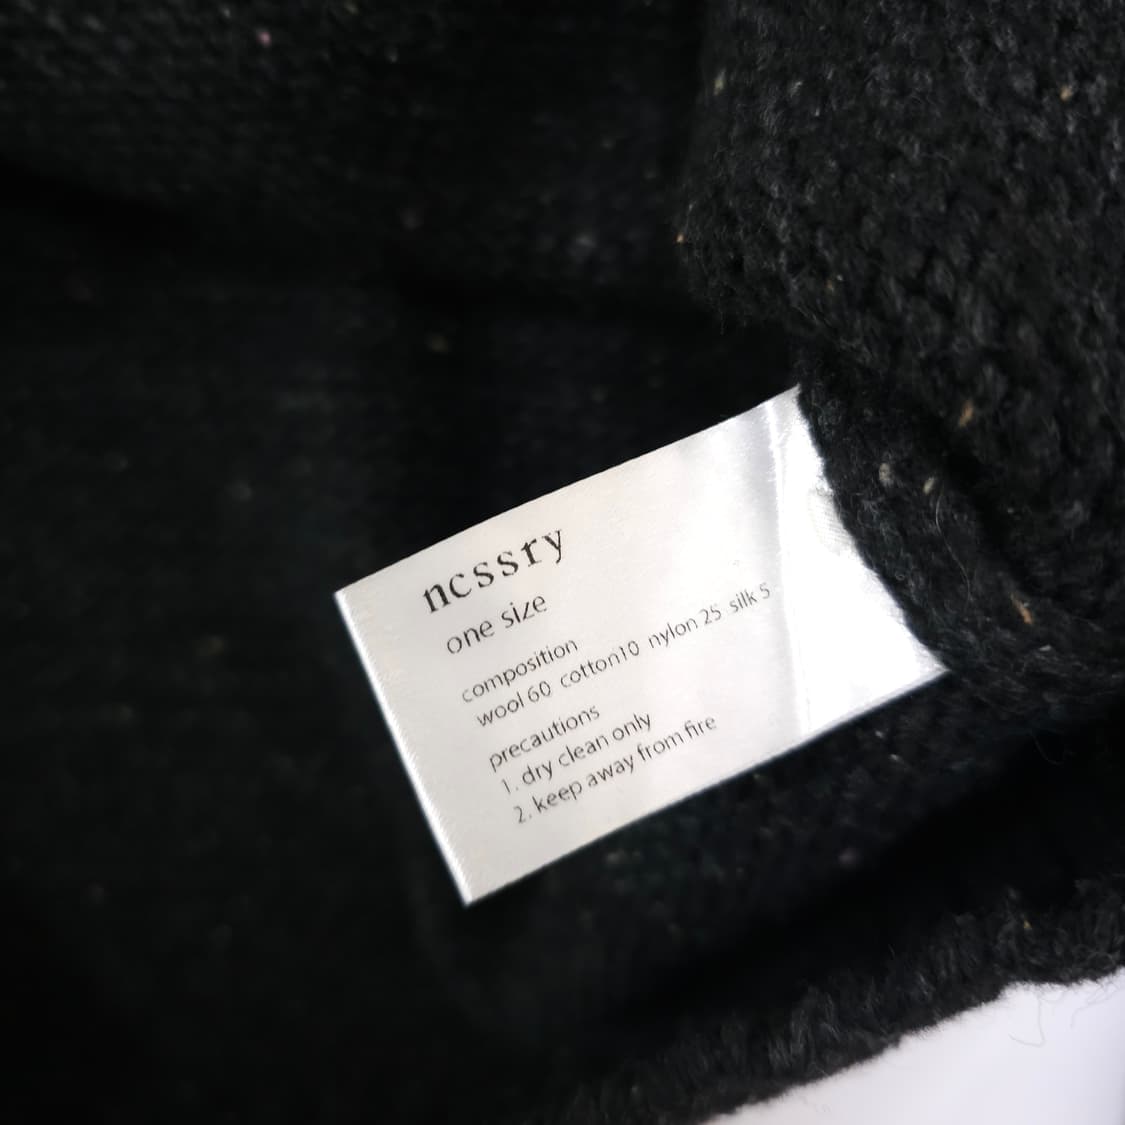 ncssry
one size
composition
wool 60 cotton10 nylon 25 silk 5
precautions
1. dry clean only
2. keep away from fire